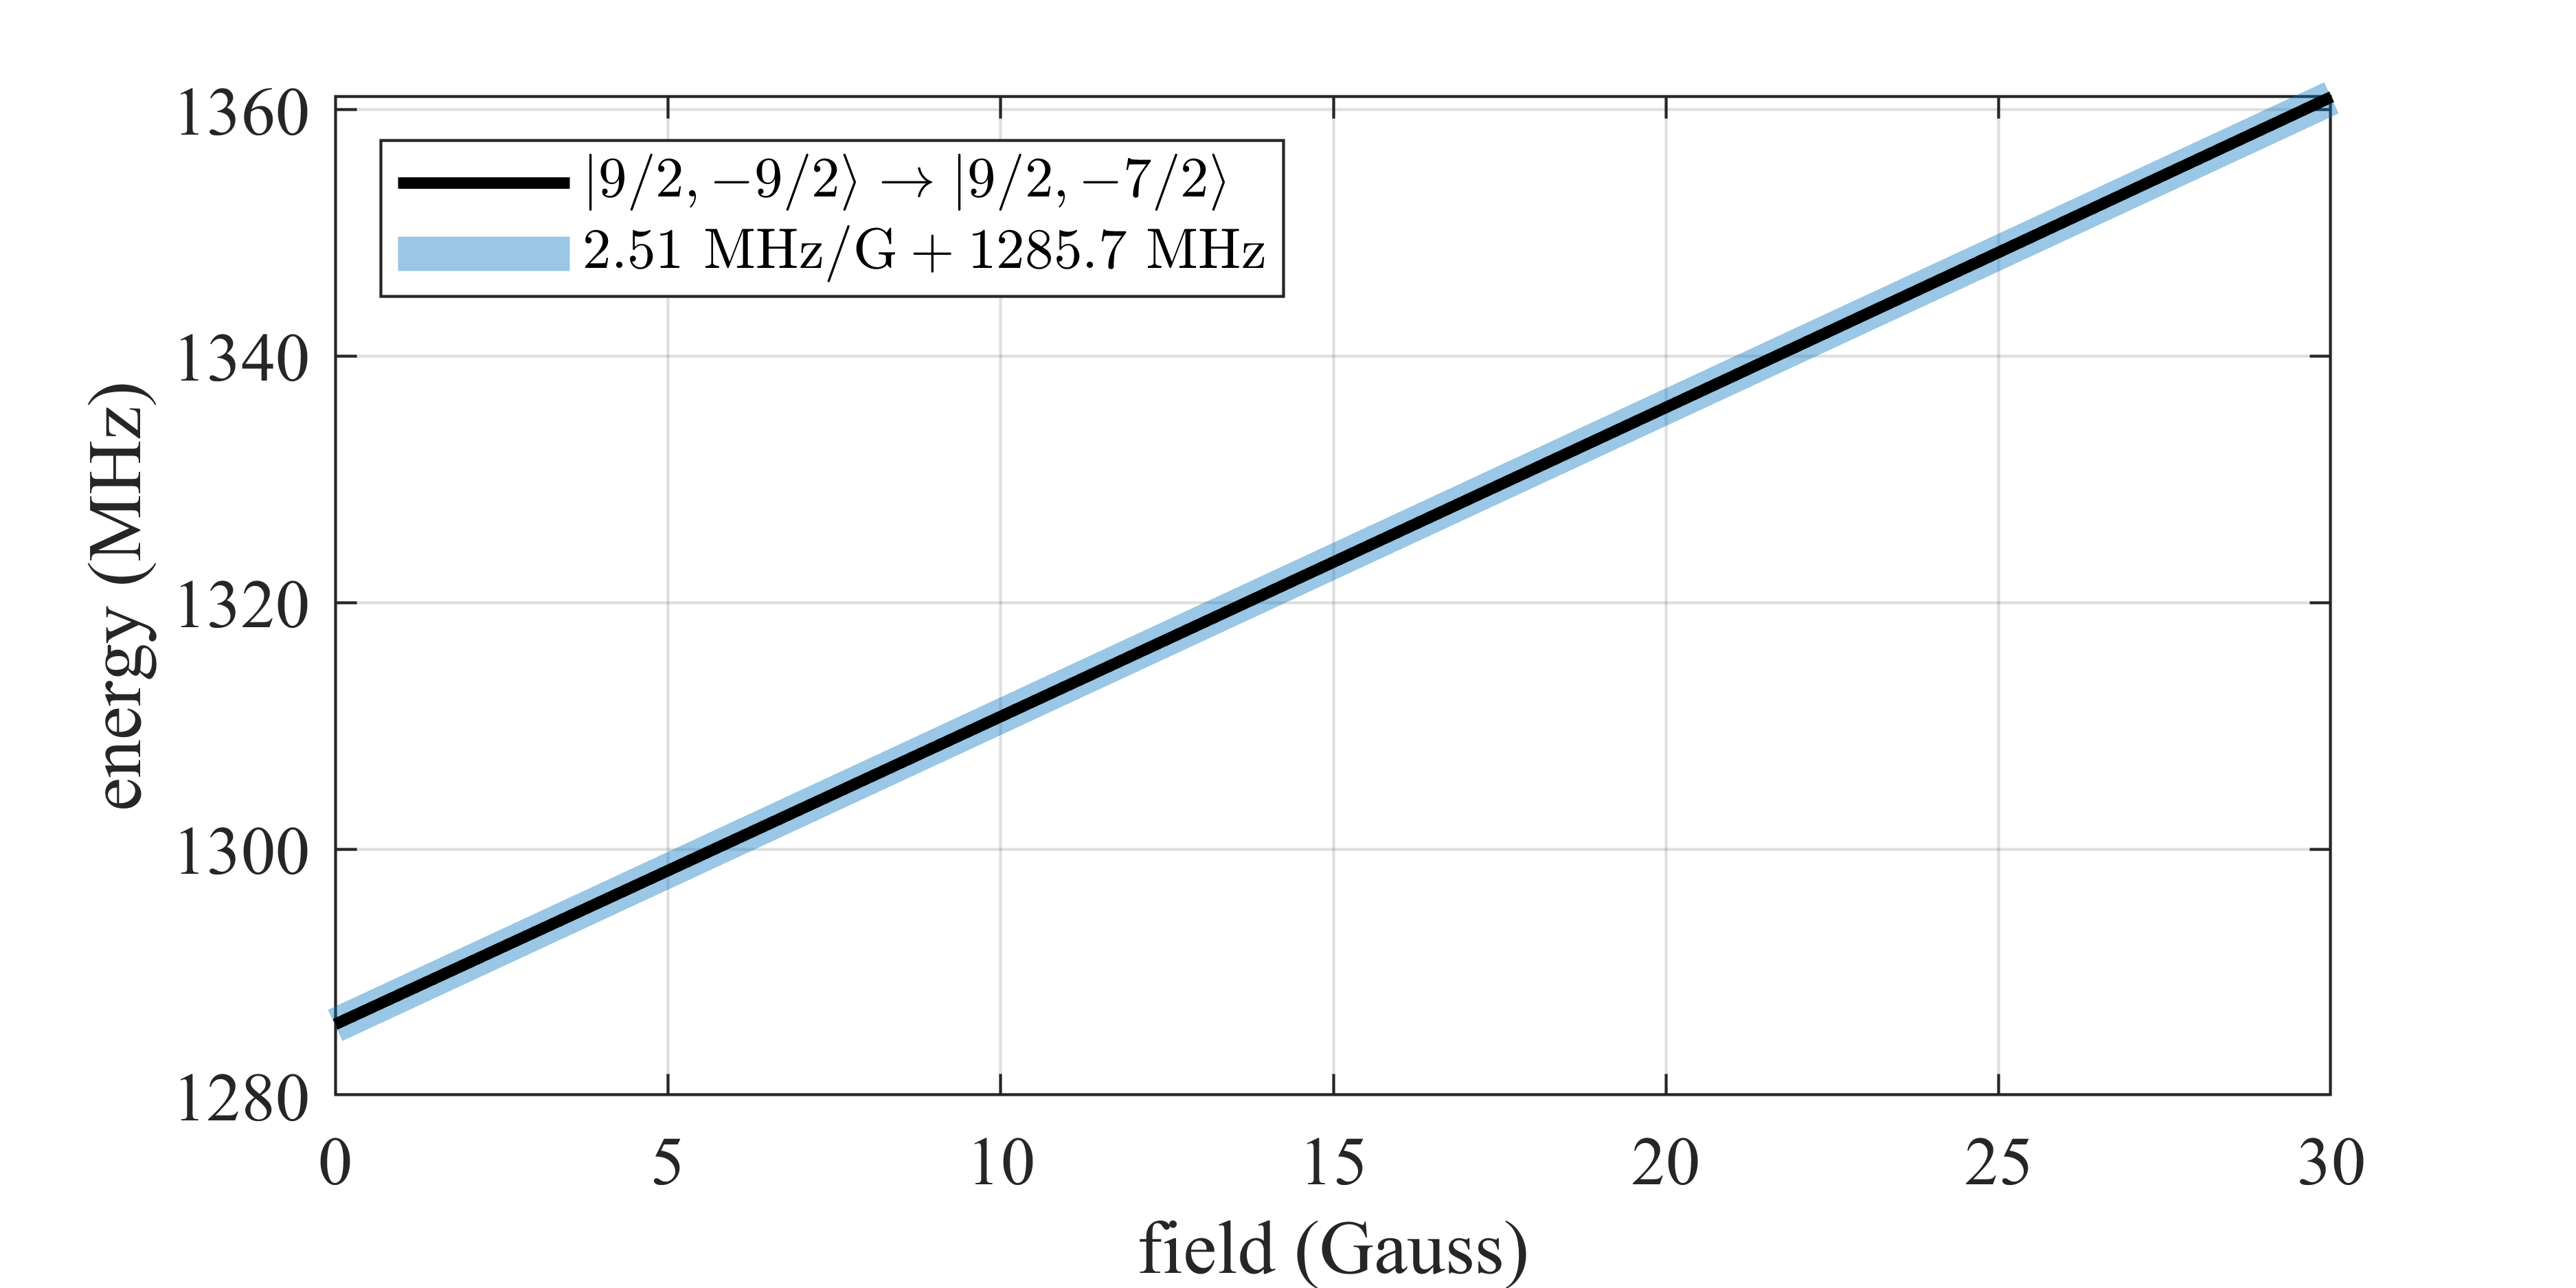 1360
1340
1320
1300
1280
energy (MHz)
|9/2, −9/2⟩ → |9/2, −7/2⟩
2.51 MHz/G + 1285.7 MHz
0 5 10 15 20 25 30
field (Gauss)